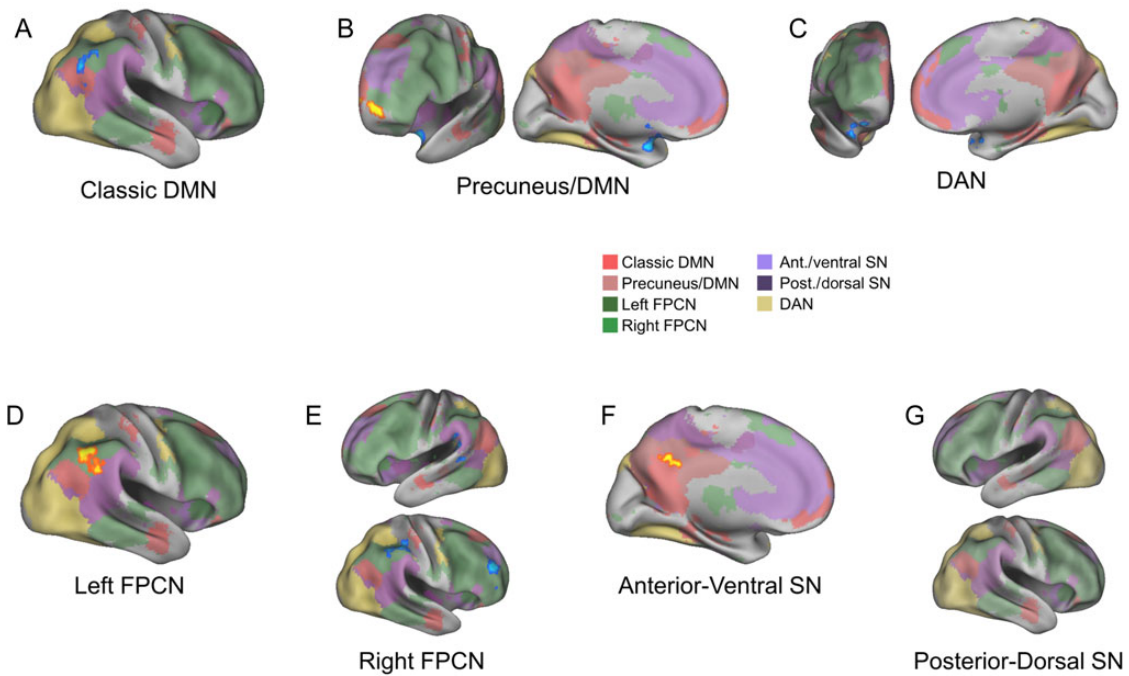 A
B
C
Classic DMN
Precuneus/DMN
DAN
Classic DMN
Precuneus/DMN
Left FPCN
Right FPCN
Ant./ventral SN
Post./dorsal SN
DAN
D
E
F
G
Left FPCN
Right FPCN
Anterior-Ventral SN
Posterior-Dorsal SN